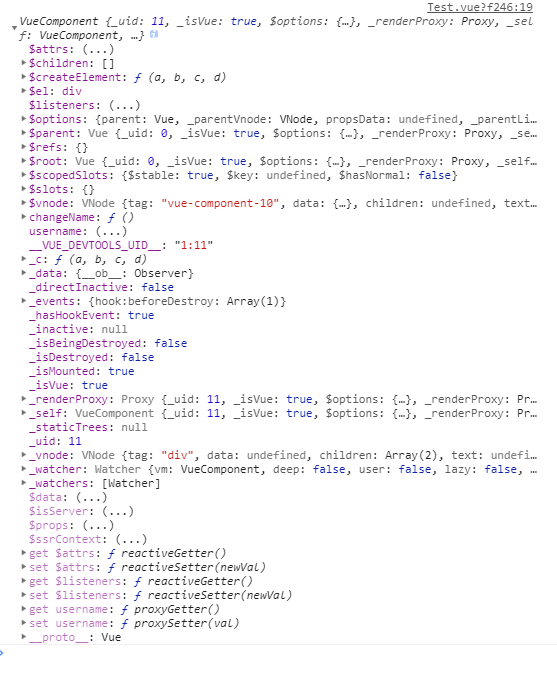 Test.vue?f246:19
VueComponent {_uid: 11, _isVue: true, $options: {…}, _renderProxy: Proxy, _sel
f: VueComponent, …} i
$attrs: (...)
$children: []
$createElement: ƒ (a, b, c, d)
$el: div
$listeners: (...)
$options: {parent: Vue, _parentVnode: VNode, propsData: undefined, _parentLi…
$parent: Vue {_uid: 0, _isVue: true, $options: {…}, _renderProxy: Proxy, _se…
$refs: {}
$root: Vue {_uid: 0, _isVue: true, $options: {…}, _renderProxy: Proxy, _self…
$scopedSlots: {$stable: true, $key: undefined, $hasNormal: false}
$slots: {}
$vnode: VNode {tag: "vue-component-10", data: {…}, children: undefined, text…
changeName: ƒ ()
username: (...)
__VUE_DEVTOOLS_UID__: "1:11"
_c: ƒ (a, b, c, d)
_data: {__ob__: Observer}
_directInactive: false
_events: {hook:beforeDestroy: Array(1)}
_hasHookEvent: true
_inactive: null
_isBeingDestroyed: false
_isDestroyed: false
_isMounted: true
_isVue: true
_renderProxy: Proxy {_uid: 11, _isVue: true, $options: {…}, _renderProxy: Pr…
_self: VueComponent {_uid: 11, _isVue: true, $options: {…}, _renderProxy: Pr…
_staticTrees: null
_uid: 11
_vnode: VNode {tag: "div", data: undefined, children: Array(2), text: undefi…
_watcher: Watcher {vm: VueComponent, deep: false, user: false, lazy: false, …
_watchers: [Watcher]
$data: (...)
$isServer: (...)
$props: (...)
$ssrContext: (...)
get $attrs: ƒ reactiveGetter()
set $attrs: ƒ reactiveSetter(newVal)
get $listeners: ƒ reactiveGetter()
set $listeners: ƒ reactiveSetter(newVal)
get username: ƒ proxyGetter()
set username: ƒ proxySetter(val)
__proto__: Vue